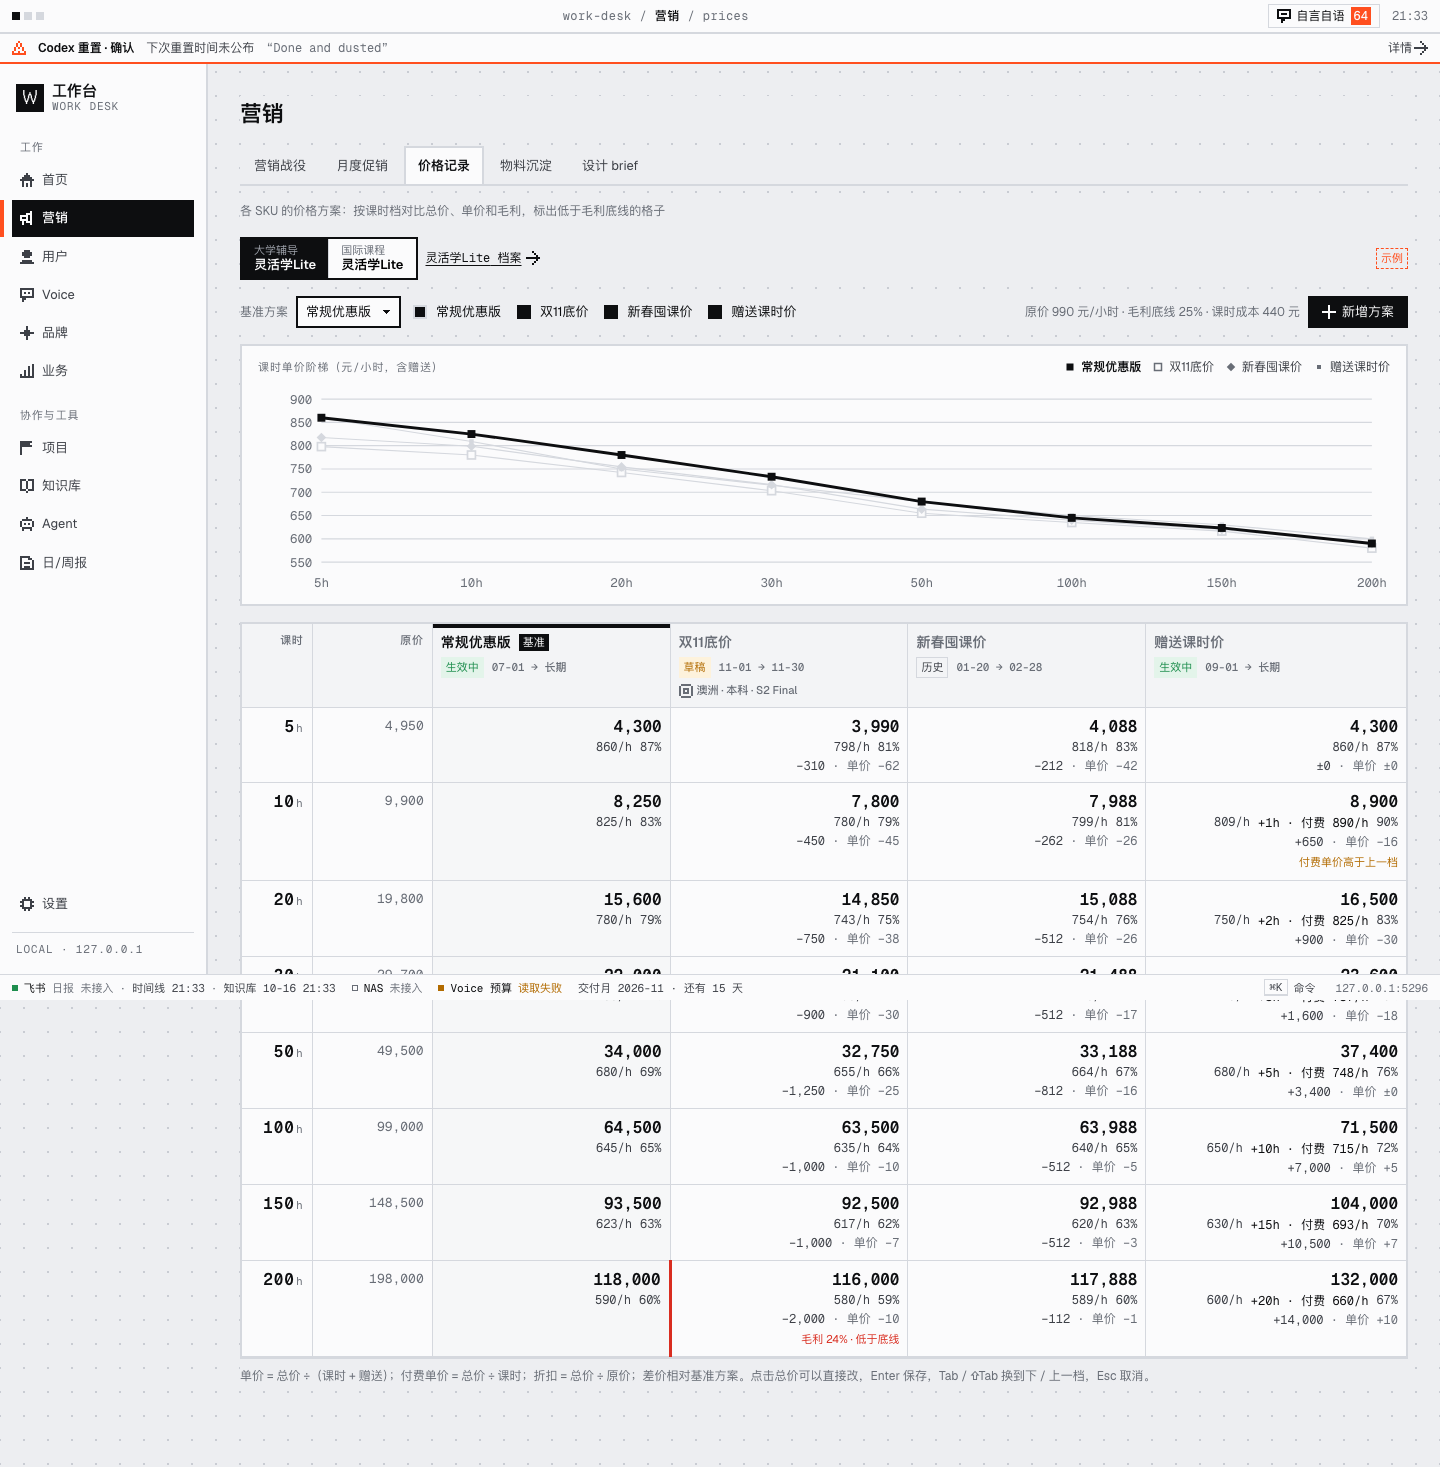 work-desk / 营销 / prices
自言自语 64 21:33
Codex 重置·确认 下次重置时间未公布 “Done and dusted” 详情
W 工作台
WORK DESK
工作
首页
营销
用户
Voice
品牌
业务
协作与工具
项目
知识库
Agent
日/周报
设置
LOCAL · 127.0.0.1
营销
营销战役 月度促销 价格记录 物料沉淀 设计 brief
各 SKU 的价格方案：按课时档对比总价、单价和毛利，标出低于毛利底线的格子
大学辅导 国际课程
灵活学Lite 灵活学Lite 灵活学Lite 档案 示例
基准方案 常规优惠版 常规优惠版 双11底价 新春囤课价 赠送课时价 原价 990 元/小时 · 毛利底线 25% · 课时成本 440 元 新增方案
课时单价阶梯（元/小时，含赠送） 常规优惠版 双11底价 新春囤课价 赠送课时价
900
850
800
750
700
650
600
550
5h 10h 20h 30h 50h 100h 150h 200h
课时 原价 常规优惠版 基准 双11底价 新春囤课价 赠送课时价
生效中 07-01 → 长期 草稿 11-01 → 11-30 历史 01-20 → 02-28 生效中 09-01 → 长期
澳洲 · 本科 · S2 Final
5h 4,950 4,300 3,990 4,088 4,300
860/h 87% 798/h 81% 818/h 83% 860/h 87%
−310 · 单价 −62 −212 · 单价 −42 ±0 · 单价 ±0
10h 9,900 8,250 7,800 7,988 8,900
825/h 83% 780/h 79% 799/h 81% 809/h +1h · 付费 890/h 90%
−450 · 单价 −45 −262 · 单价 −26 +650 · 单价 −16
付费单价高于上一档
20h 19,800 15,600 14,850 15,088 16,500
780/h 79% 743/h 75% 754/h 76% 750/h +2h · 付费 825/h 83%
−750 · 单价 −38 −512 · 单价 −26 +900 · 单价 −30
飞书 日报 未接入 · 时间线 21:33 · 知识库 10-16 21:33 NAS 未接入 Voice 预算 读取失败 交付月 2026-11 · 还有 15 天 ⌘K 命令 127.0.0.1:5296
−900 · 单价 −30 −512 · 单价 −17 +1,600 · 单价 −18
50h 49,500 34,000 32,750 33,188 37,400
680/h 69% 655/h 66% 664/h 67% 680/h +5h · 付费 748/h 76%
−1,250 · 单价 −25 −812 · 单价 −16 +3,400 · 单价 ±0
100h 99,000 64,500 63,500 63,988 71,500
645/h 65% 635/h 64% 640/h 65% 650/h +10h · 付费 715/h 72%
−1,000 · 单价 −10 −512 · 单价 −5 +7,000 · 单价 +5
150h 148,500 93,500 92,500 92,988 104,000
623/h 63% 617/h 62% 620/h 63% 630/h +15h · 付费 693/h 70%
−1,000 · 单价 −7 −512 · 单价 −3 +10,500 · 单价 +7
200h 198,000 118,000 116,000 117,888 132,000
590/h 60% 580/h 59% 589/h 60% 600/h +20h · 付费 660/h 67%
−2,000 · 单价 −10 −112 · 单价 −1 +14,000 · 单价 +10
毛利 24% · 低于底线
单价 = 总价 ÷（课时 + 赠送）；付费单价 = 总价 ÷ 课时；折扣 = 总价 ÷ 原价；差价相对基准方案。点击总价可以直接改，Enter 保存，Tab / ⇧Tab 换到下 / 上一档，Esc 取消。